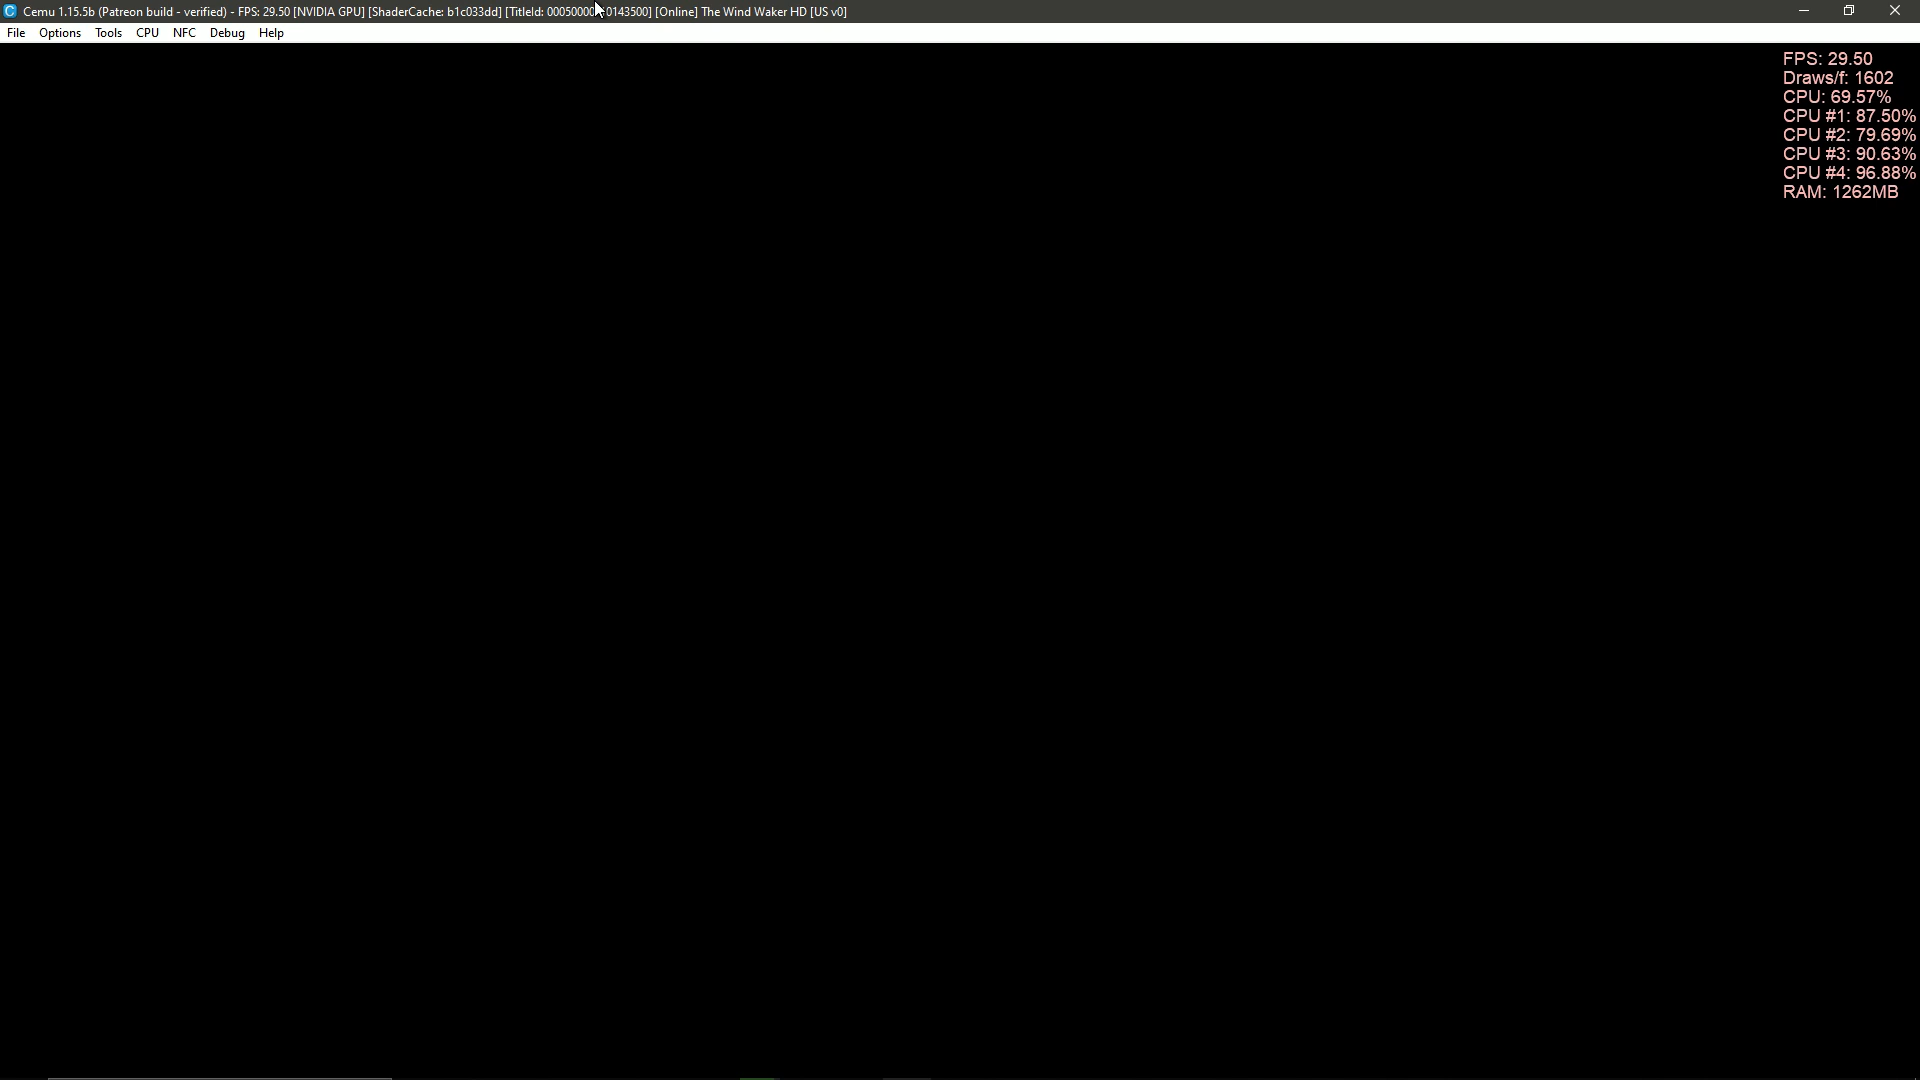 Cemu 1.15.5b (Patreon build - verified) - FPS: 29.50 [NVIDIA GPU] [ShaderCache: b1c033dd] [TitleId: 0143500] [Online] The Wind Waker HD [US v0]
File Options Tools CPU NFC Debug Help
FPS: 29.50
Draws/f: 1602
CPU: 69.57%
CPU #1: 87.50%
CPU #2: 79.69%
CPU #3: 90.63%
CPU #4: 96.88%
RAM: 1262MB